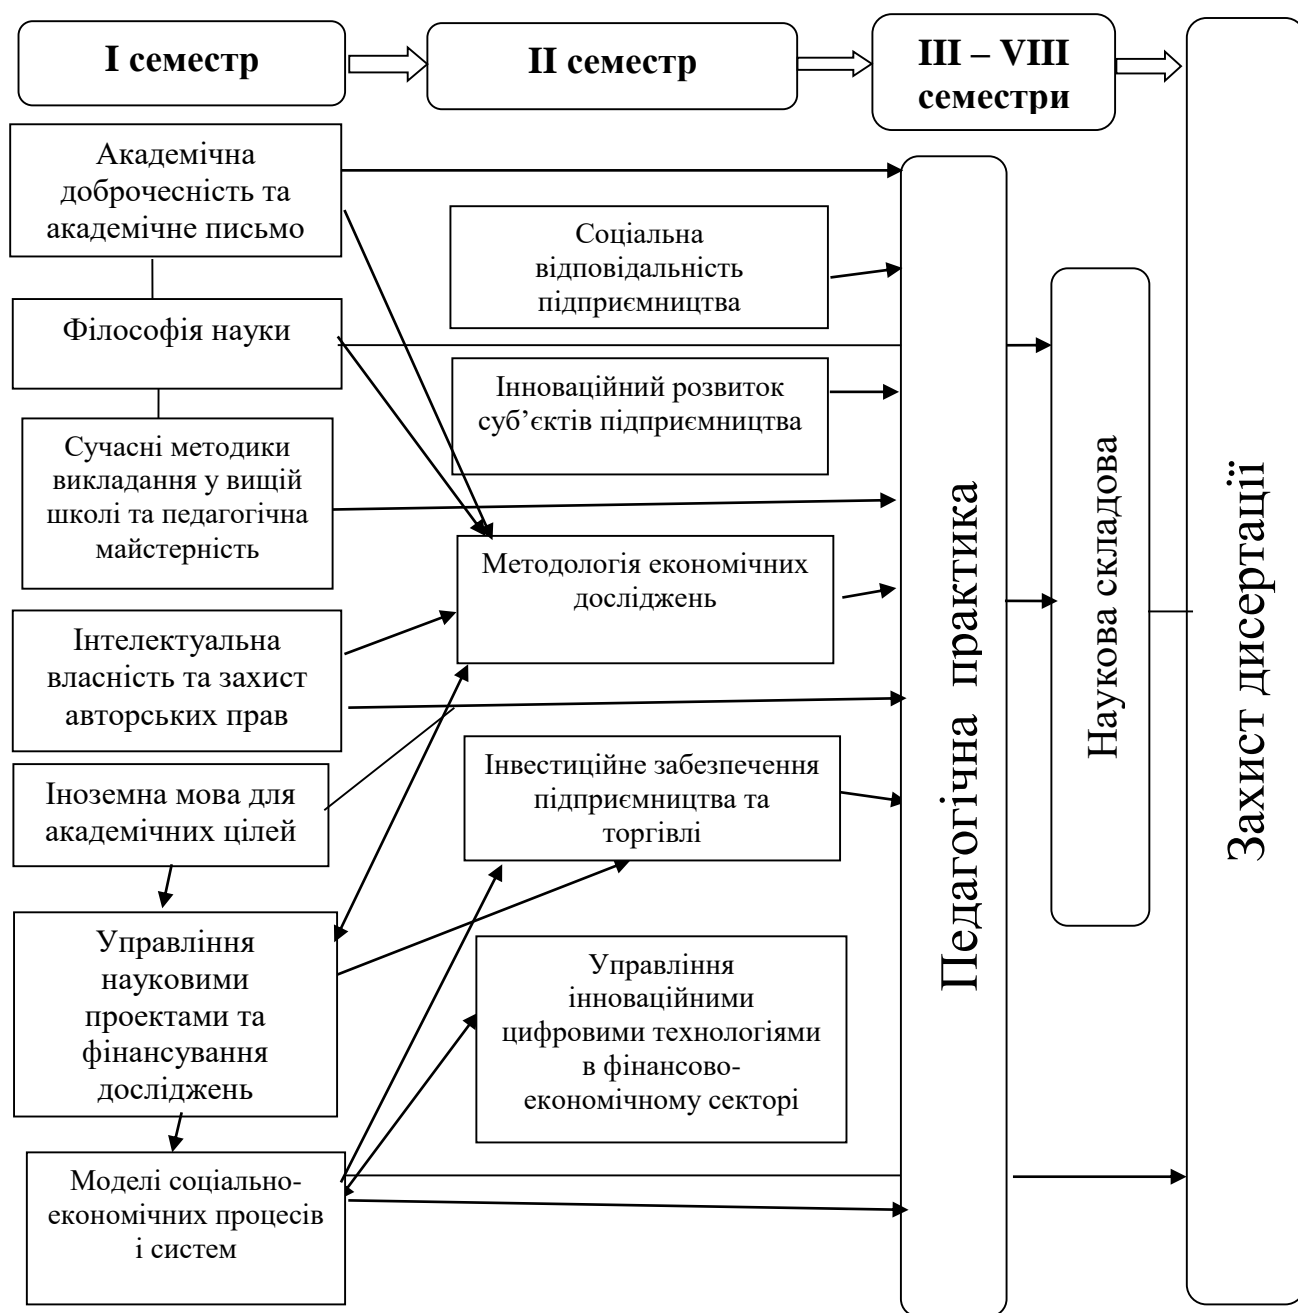 I семестр
II семестр
III – VIII
семестри
Академічна
доброчесність та
академічне письмо
Філософія науки
Сучасні методики
викладання у вищій
школі та педагогічна
майстерність
Інтелектуальна
власність та захист
авторських прав
Іноземна мова для
академічних цілей
Управління
науковими
проектами та
фінансування
досліджень
Моделі соціально-
економічних процесів
і систем
Соціальна
відповідальність
підприємництва
Інноваційний розвиток
суб’єктів підприємництва
Методологія економічних
досліджень
Інвестиційне забезпечення
підприємництва та
торгівлі
Управління
інноваційними
цифровими технологіями
в фінансово-
економічному секторі
Педагогічна практика
Наукова складова
Захист дисертації